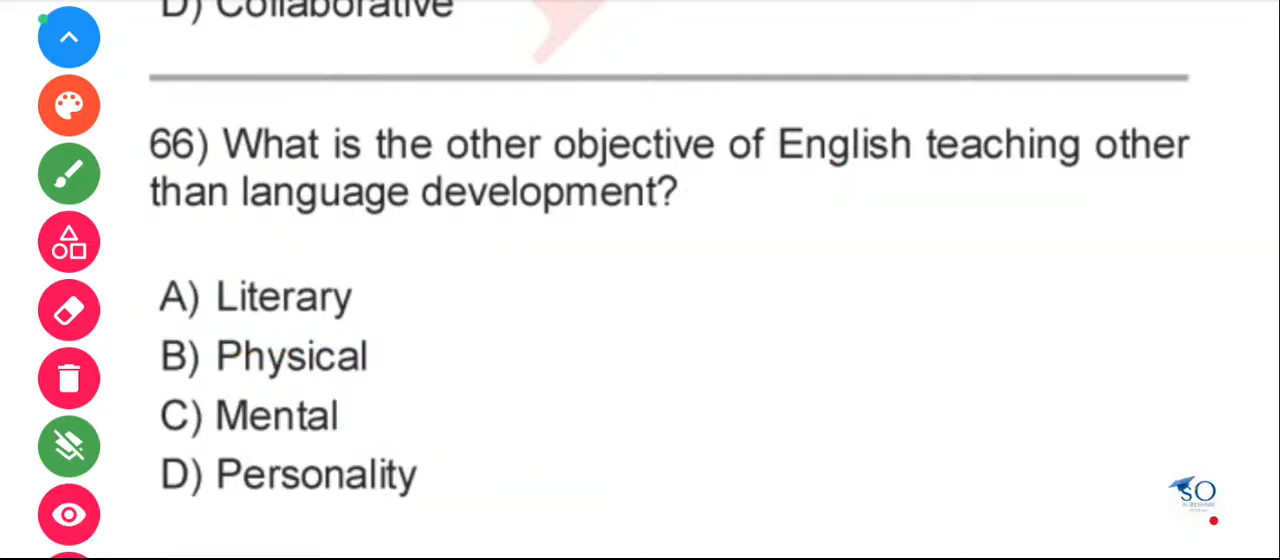 D) Collaborative
66) What is the other objective of English teaching other
than language development?
A) Literary
B) Physical
C) Mental
D) Personality
SO